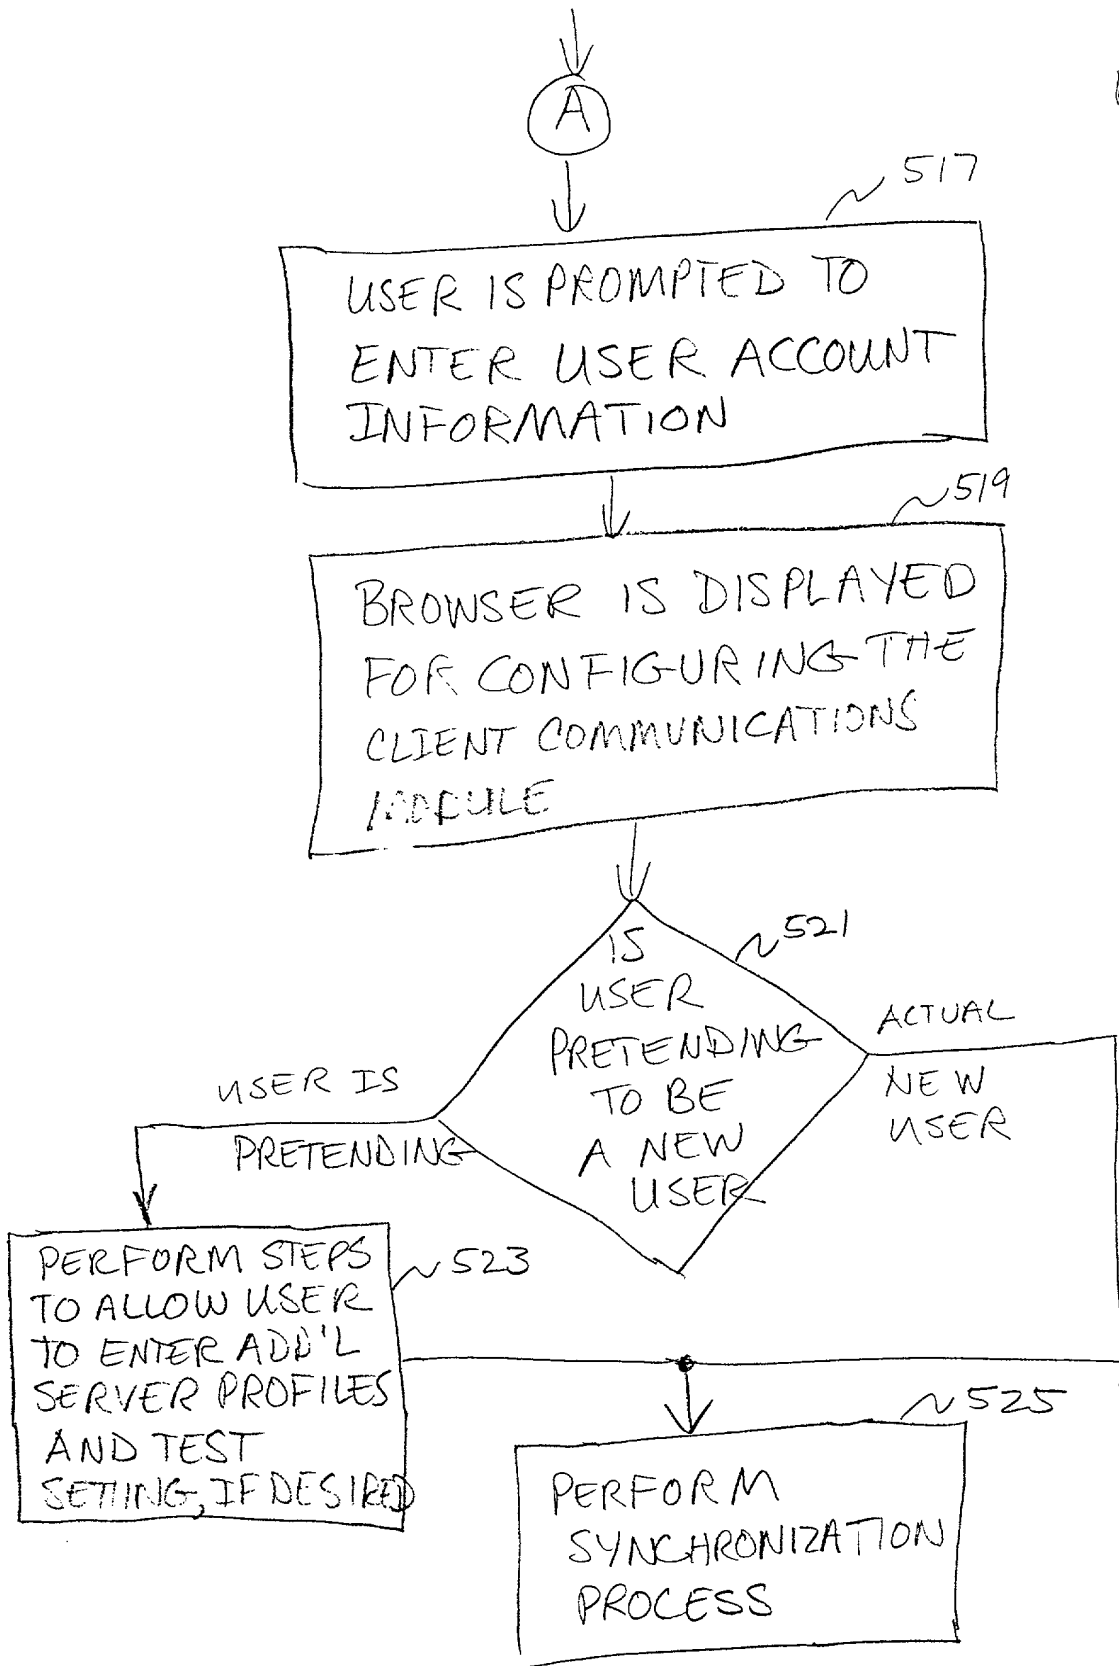 A
517
USER IS PROMPTED TO
ENTER USER ACCOUNT
INFORMATION
519
BROWSER IS DISPLAYED
FOR CONFIGURING THE
CLIENT COMMUNICATIONS
MODULE
521
IS
USER
PRETENDING
TO BE
A NEW
USER
ACTUAL
NEW
USER
USER IS
PRETENDING
PERFORM STEPS
TO ALLOW USER
TO ENTER ADD'L
SERVER PROFILES
AND TEST
SETTING, IF DESIRED
523
525
PERFORM
SYNCHRONIZATION
PROCESS